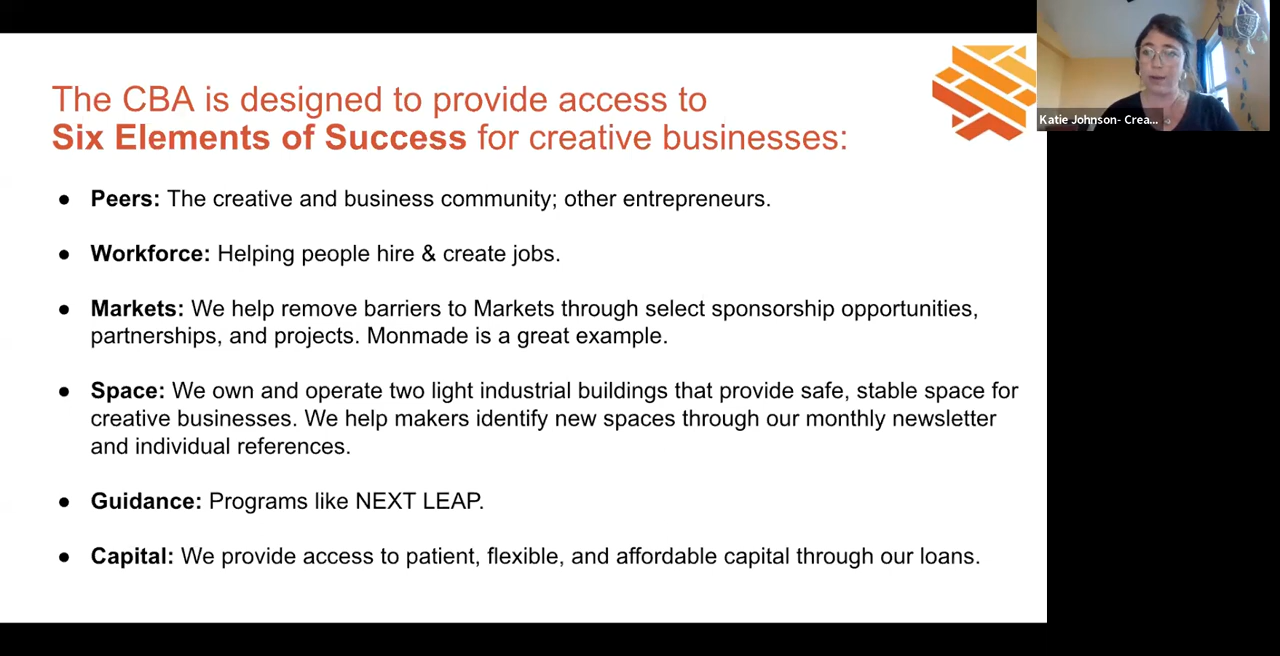 The CBA is designed to provide access to
Six Elements of Success for creative businesses:
● Peers: The creative and business community; other entrepreneurs.
● Workforce: Helping people hire & create jobs.
● Markets: We help remove barriers to Markets through select sponsorship opportunities,
partnerships, and projects. Monmade is a great example.
● Space: We own and operate two light industrial buildings that provide safe, stable space for
creative businesses. We help makers identify new spaces through our monthly newsletter
and individual references.
● Guidance: Programs like NEXT LEAP.
● Capital: We provide access to patient, flexible, and affordable capital through our loans.
Katie Johnson- Crea...